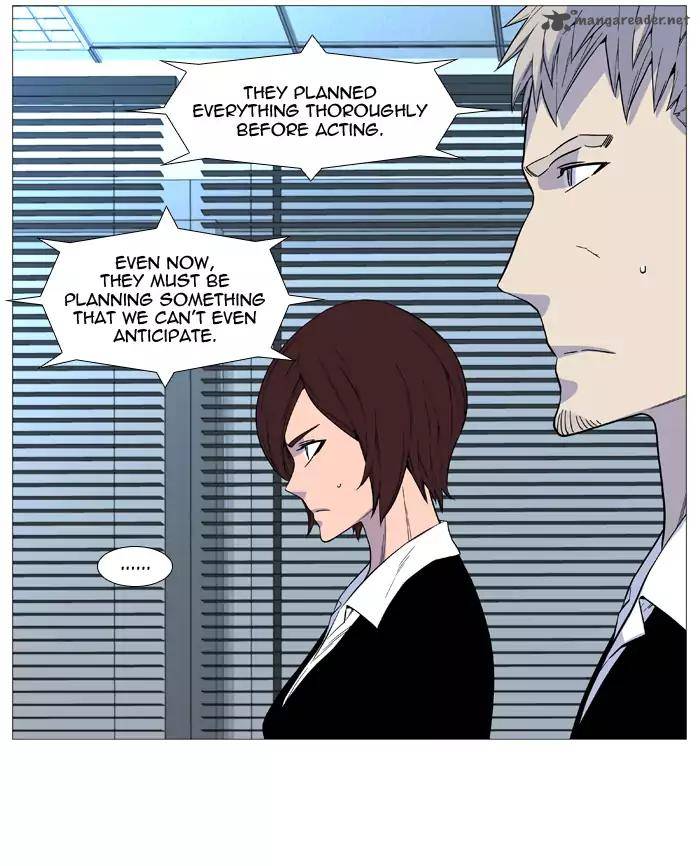 mangareader.net
THEY PLANNED
EVERYTHING THOROUGHLY
BEFORE ACTING.
EVEN NOW,
THEY MUST BE
PLANNING SOMETHING
THAT WE CAN'T EVEN
ANTICIPATE.
......